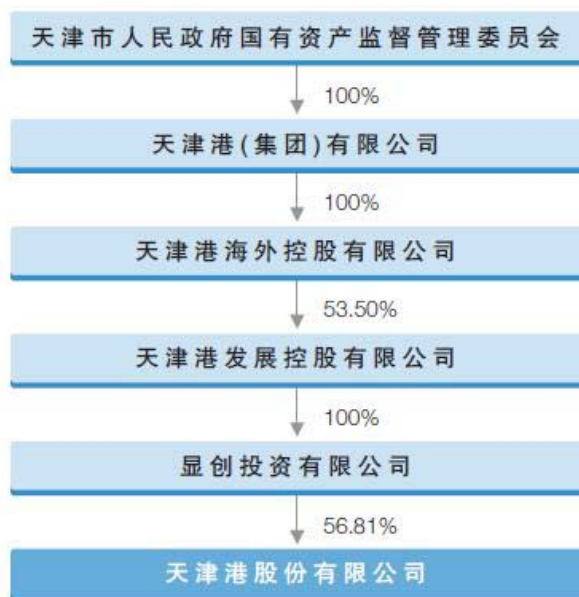 天津市人民政府国有资产监督管理委员会
100%
天津港(集团)有限公司
100%
天津港海外控股有限公司
53.50%
天津港发展控股有限公司
100%
显创投资有限公司
56.81%
天津港股份有限公司